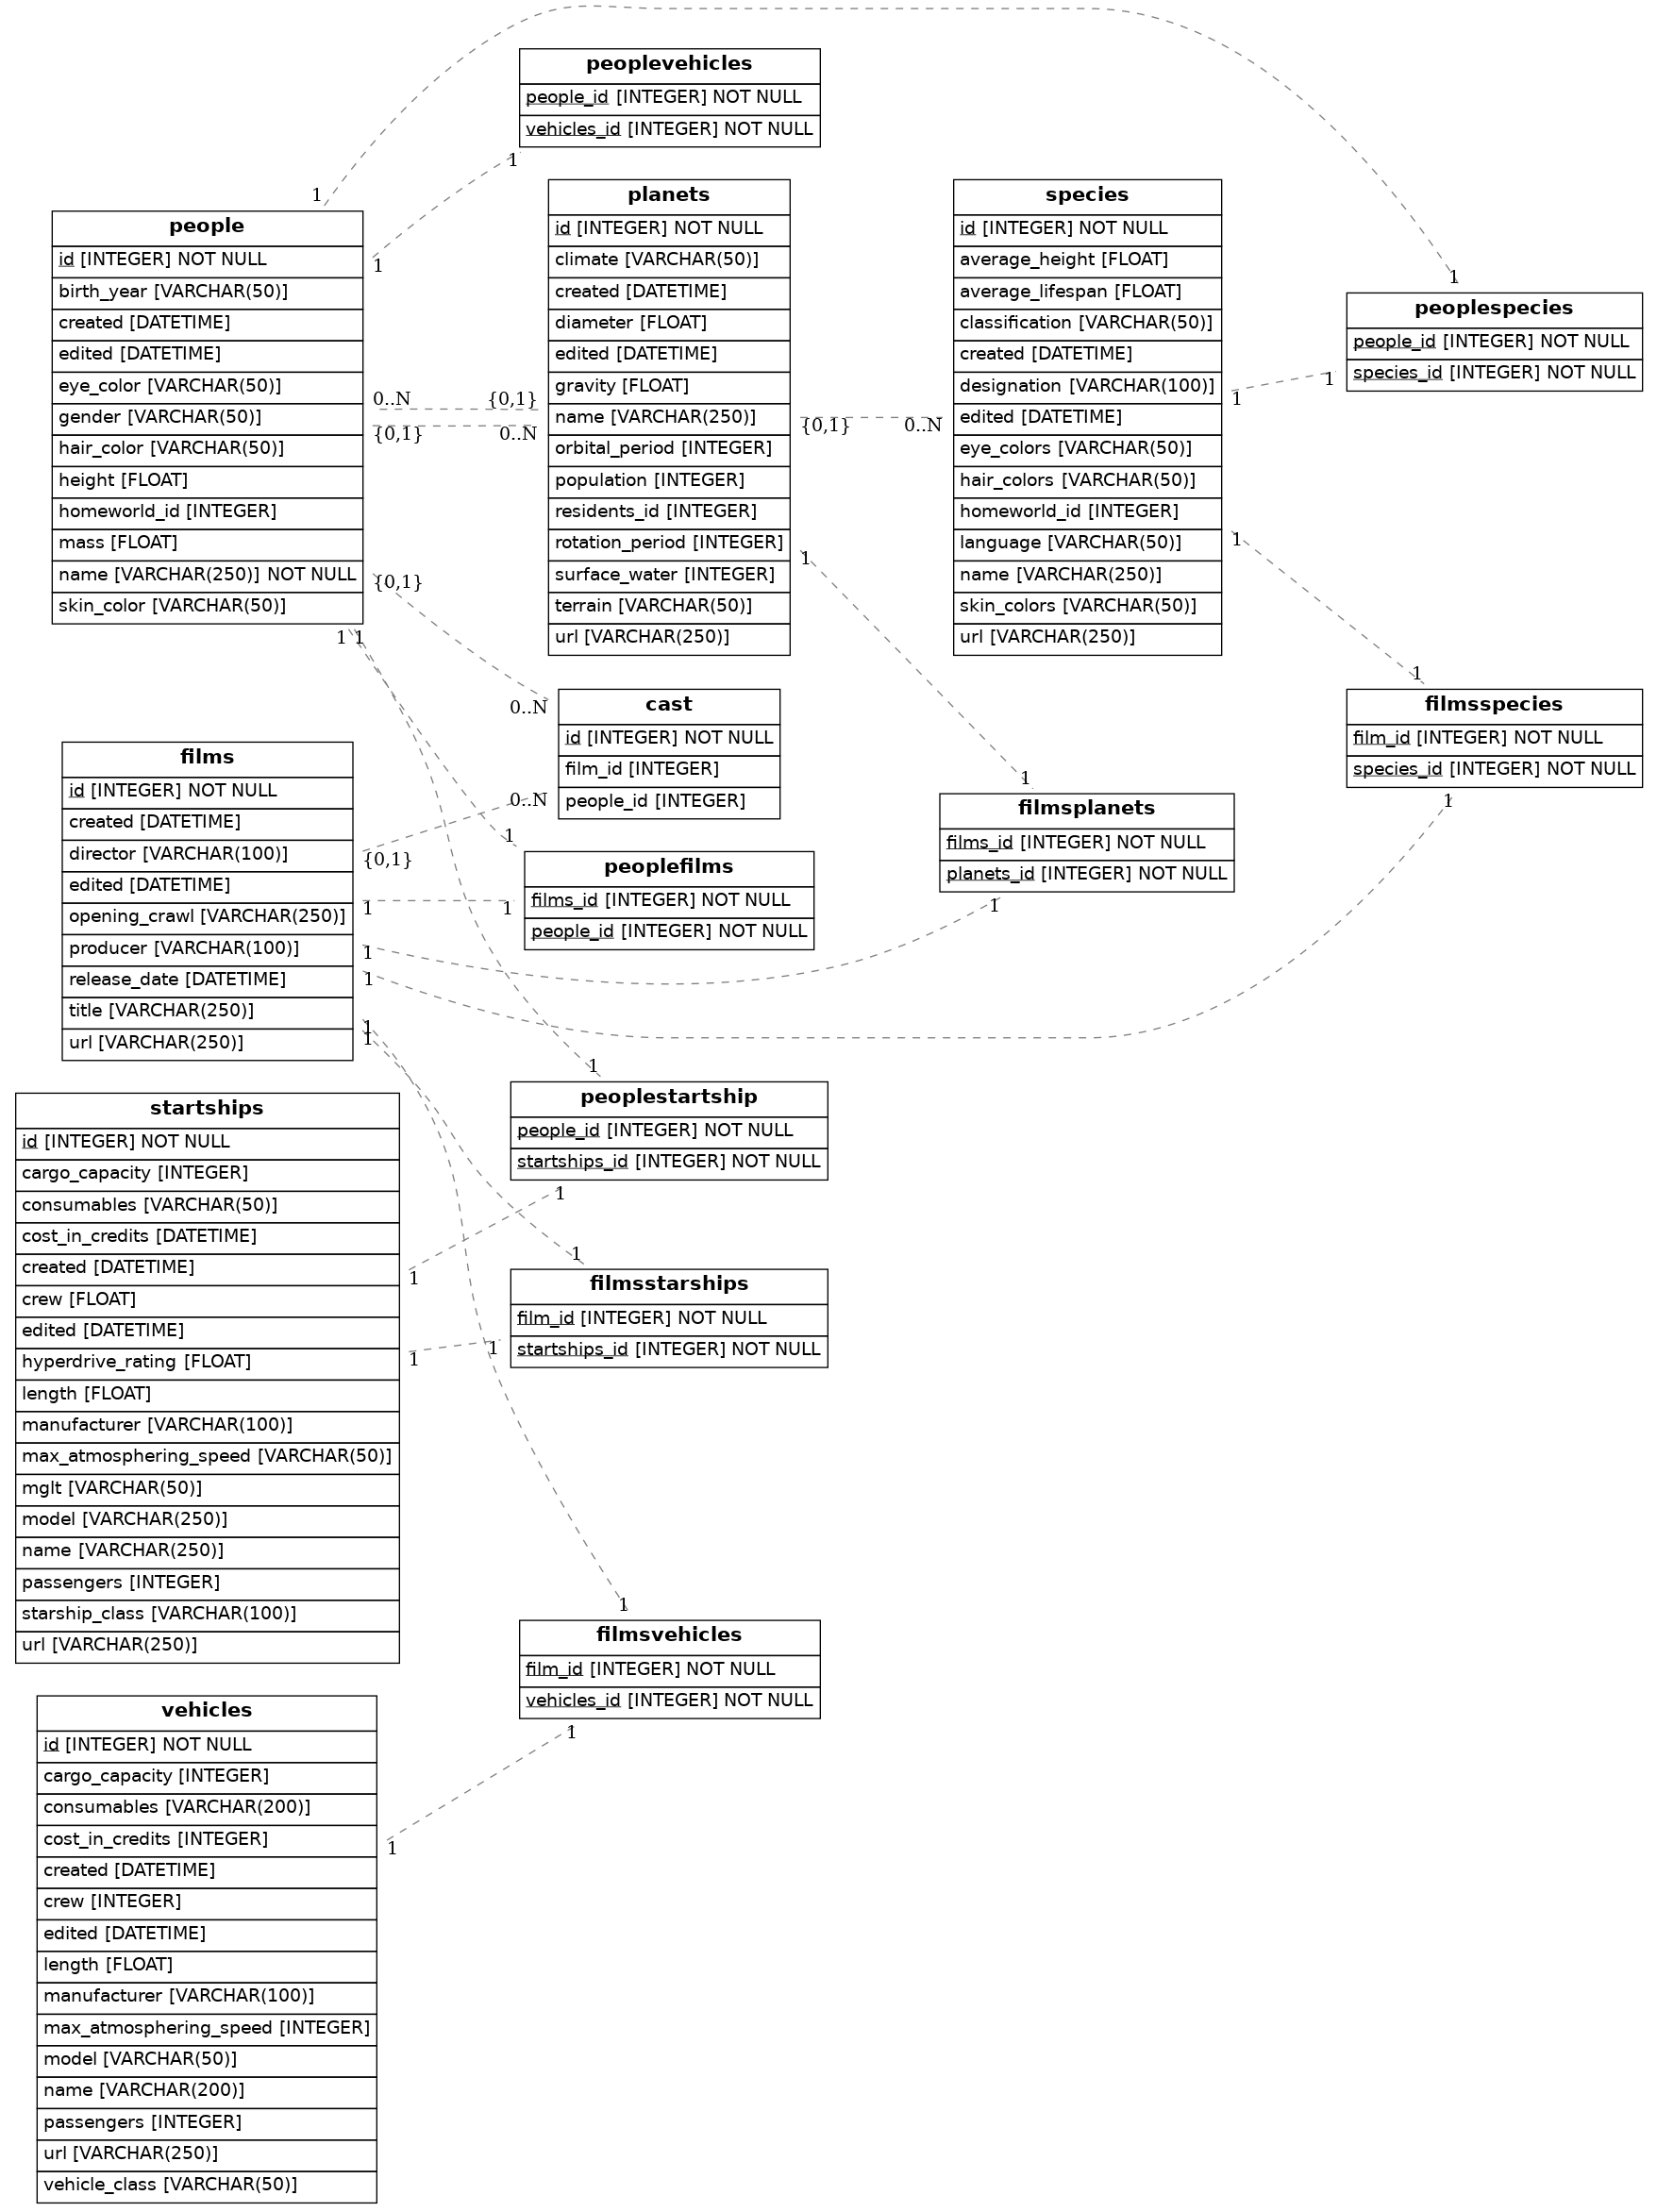 peoplevehicles
people_id [INTEGER] NOT NULL
vehicles_id [INTEGER] NOT NULL
1
1
1
1
people
id [INTEGER] NOT NULL
birth_year [VARCHAR(50)]
created [DATETIME]
edited [DATETIME]
eye_color [VARCHAR(50)]
gender [VARCHAR(50)]
hair_color [VARCHAR(50)]
height [FLOAT]
homeworld_id [INTEGER]
mass [FLOAT]
name [VARCHAR(250)] NOT NULL
skin_color [VARCHAR(50)]
0..N
{0,1}
{0,1}
0..N
{0,1}
1
1
planets
id [INTEGER] NOT NULL
climate [VARCHAR(50)]
created [DATETIME]
diameter [FLOAT]
edited [DATETIME]
gravity [FLOAT]
name [VARCHAR(250)]
orbital_period [INTEGER]
population [INTEGER]
residents_id [INTEGER]
rotation_period [INTEGER]
surface_water [INTEGER]
terrain [VARCHAR(50)]
url [VARCHAR(250)]
{0,1}
0..N
1
species
id [INTEGER] NOT NULL
average_height [FLOAT]
average_lifespan [FLOAT]
classification [VARCHAR(50)]
created [DATETIME]
designation [VARCHAR(100)]
edited [DATETIME]
eye_colors [VARCHAR(50)]
hair_colors [VARCHAR(50)]
homeworld_id [INTEGER]
language [VARCHAR(50)]
name [VARCHAR(250)]
skin_colors [VARCHAR(50)]
url [VARCHAR(250)]
1
1
1
peoplespecies
people_id [INTEGER] NOT NULL
species_id [INTEGER] NOT NULL
0..N
cast
id [INTEGER] NOT NULL
film_id [INTEGER]
people_id [INTEGER]
0..N
1
filmsspecies
film_id [INTEGER] NOT NULL
species_id [INTEGER] NOT NULL
1
films
id [INTEGER] NOT NULL
created [DATETIME]
director [VARCHAR(100)]
edited [DATETIME]
opening_crawl [VARCHAR(250)]
producer [VARCHAR(100)]
release_date [DATETIME]
title [VARCHAR(250)]
url [VARCHAR(250)]
{0,1}
1
1
1
1
1
1
peoplefilms
films_id [INTEGER] NOT NULL
people_id [INTEGER] NOT NULL
1
1
filmsplanets
films_id [INTEGER] NOT NULL
planets_id [INTEGER] NOT NULL
1
1
peoplestartship
people_id [INTEGER] NOT NULL
startships_id [INTEGER] NOT NULL
1
startships
id [INTEGER] NOT NULL
cargo_capacity [INTEGER]
consumables [VARCHAR(50)]
cost_in_credits [DATETIME]
created [DATETIME]
crew [FLOAT]
edited [DATETIME]
hyperdrive_rating [FLOAT]
length [FLOAT]
manufacturer [VARCHAR(100)]
max_atmosphering_speed [VARCHAR(50)]
mglt [VARCHAR(50)]
model [VARCHAR(250)]
name [VARCHAR(250)]
passengers [INTEGER]
starship_class [VARCHAR(100)]
url [VARCHAR(250)]
1
1
1
filmsstarships
film_id [INTEGER] NOT NULL
startships_id [INTEGER] NOT NULL
1
1
filmsvehicles
film_id [INTEGER] NOT NULL
vehicles_id [INTEGER] NOT NULL
1
vehicles
id [INTEGER] NOT NULL
cargo_capacity [INTEGER]
consumables [VARCHAR(200)]
cost_in_credits [INTEGER]
created [DATETIME]
crew [INTEGER]
edited [DATETIME]
length [FLOAT]
manufacturer [VARCHAR(100)]
max_atmosphering_speed [INTEGER]
model [VARCHAR(50)]
name [VARCHAR(200)]
passengers [INTEGER]
url [VARCHAR(250)]
vehicle_class [VARCHAR(50)]
1